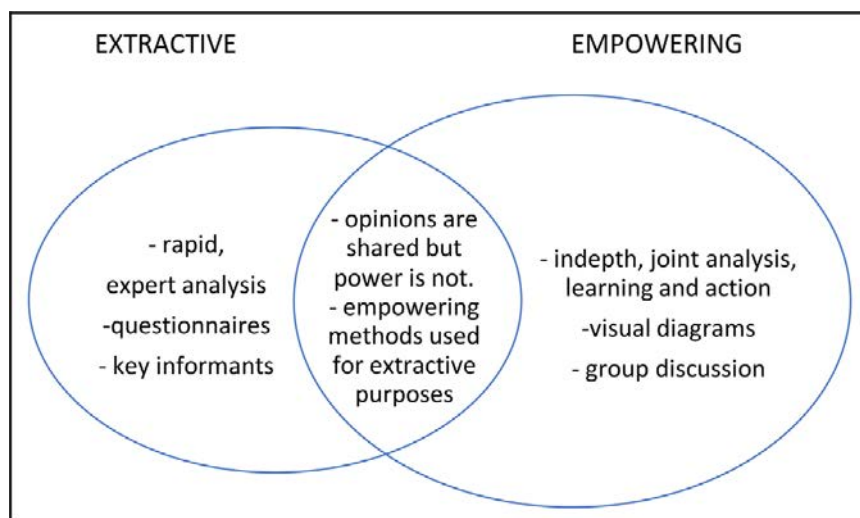 EXTRACTIVE
EMPOWERING
- rapid,
expert analysis
-questionnaires
- key informants
- opinions are
shared but
power is not.
- empowering
methods used
for extractive
purposes
- indepth, joint analysis,
learning and action
-visual diagrams
- group discussion